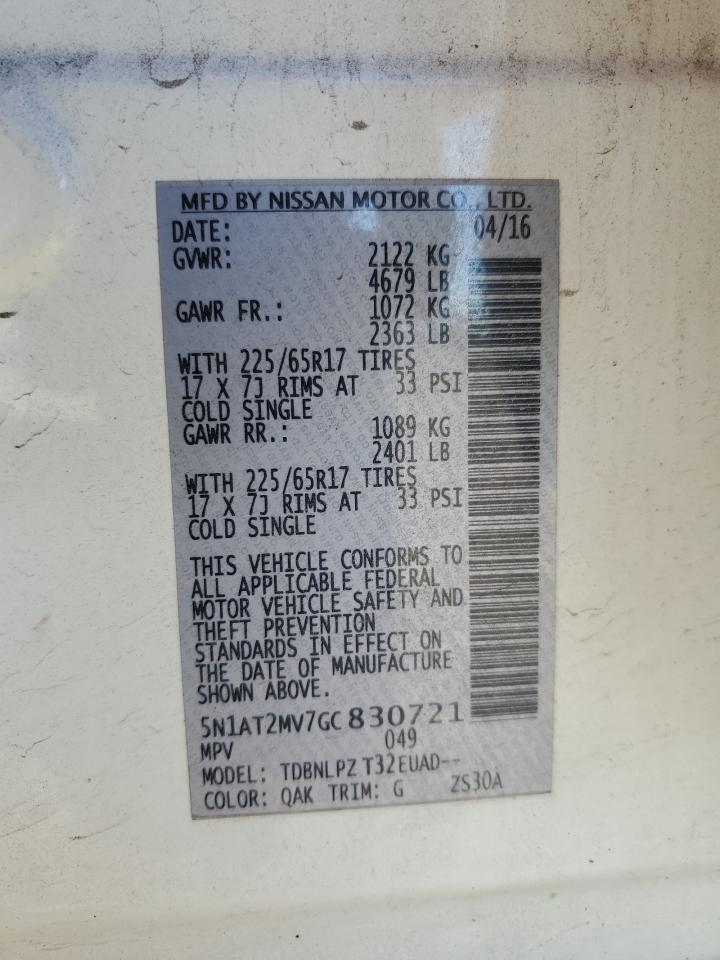 MFD BY NISSAN MOTOR CO., LTD.
DATE: 04/16
GVWR: 2122 KG
4679 LB
GAWR FR.: 1072 KG
2363 LB
WITH 225/65R17 TIRES
17 X 7J RIMS AT 33 PSI
COLD SINGLE
GAWR RR.: 1089 KG
2401 LB
WITH 225/65R17 TIRES
17 X 7J RIMS AT 33 PSI
COLD SINGLE
THIS VEHICLE CONFORMS TO
ALL APPLICABLE FEDERAL
MOTOR VEHICLE SAFETY AND
THEFT PREVENTION
STANDARDS IN EFFECT ON
THE DATE OF MANUFACTURE
SHOWN ABOVE.
5N1AT2MV7GC830721
MPV 049
MODEL: TDBNLPZ T32EUAD--
COLOR: QAK TRIM: G ZS30A